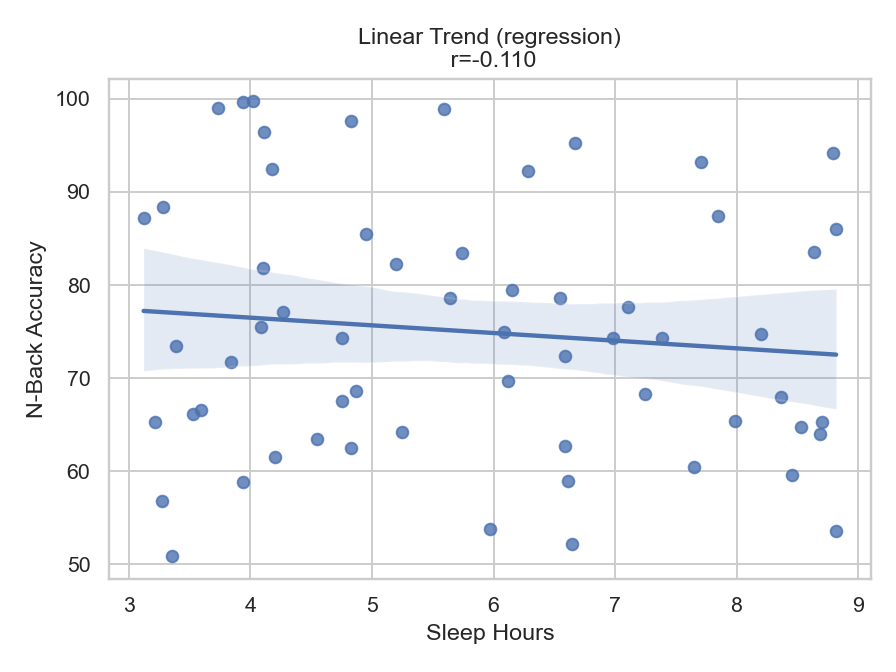 Linear Trend (regression)
r=-0.110
N-Back Accuracy
100
90
80
70
60
50
3 4 5 6 7 8 9
Sleep Hours